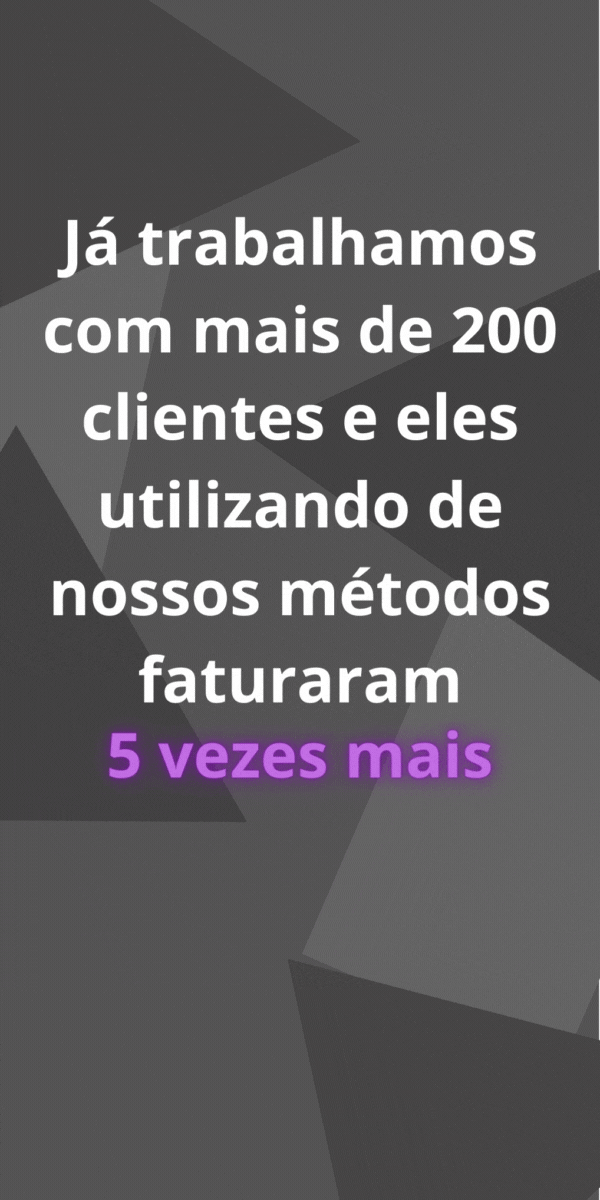 Já trabalhamos
com mais de 200
clientes e eles
utilizando de
nossos métodos
faturaram
5 vezes mais